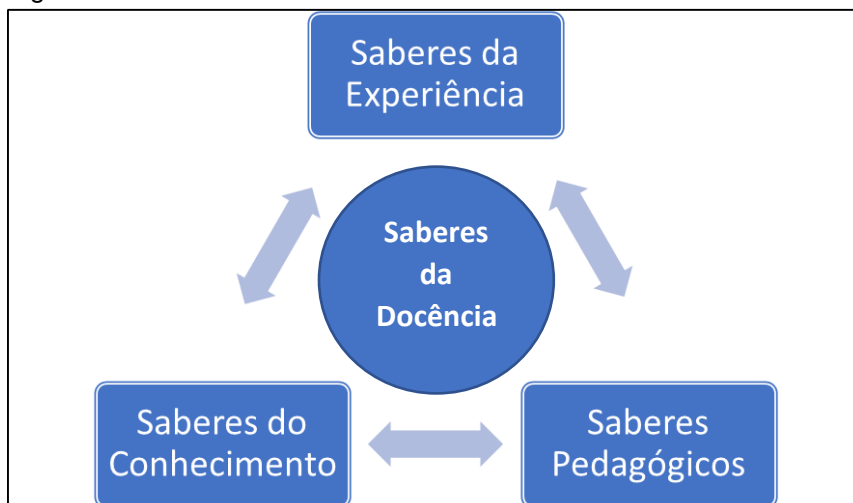 Saberes da
Experiência
Saberes
da
Docência
Saberes do
Conhecimento
Saberes
Pedagógicos